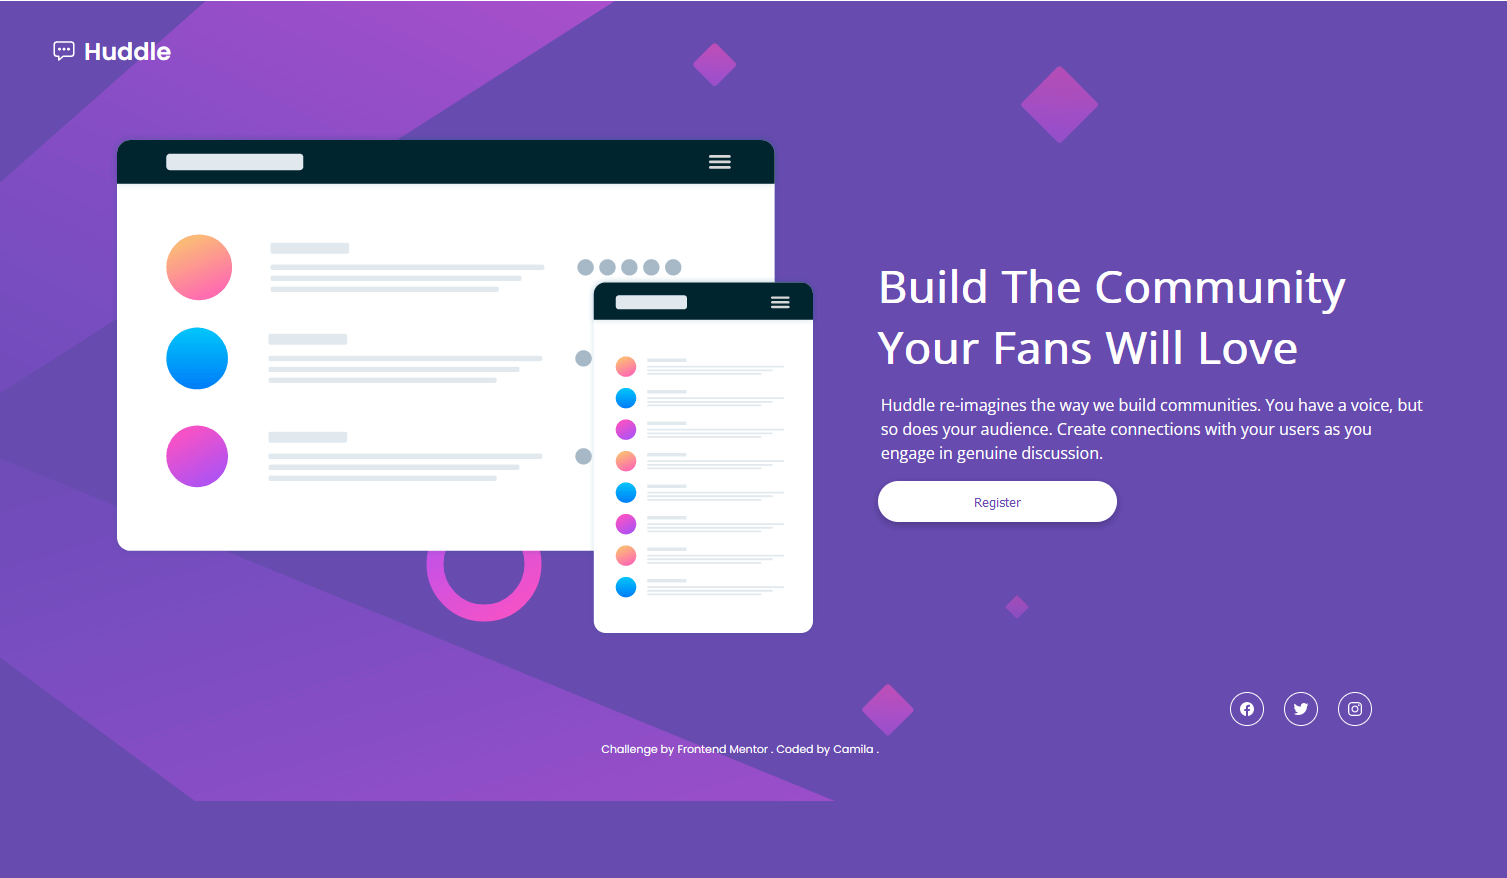 Huddle
Build The Community
Your Fans Will Love
Huddle re-imagines the way we build communities. You have a voice, but
so does your audience. Create connections with your users as you
engage in genuine discussion.
Register
Challenge by Frontend Mentor . Coded by Camila .